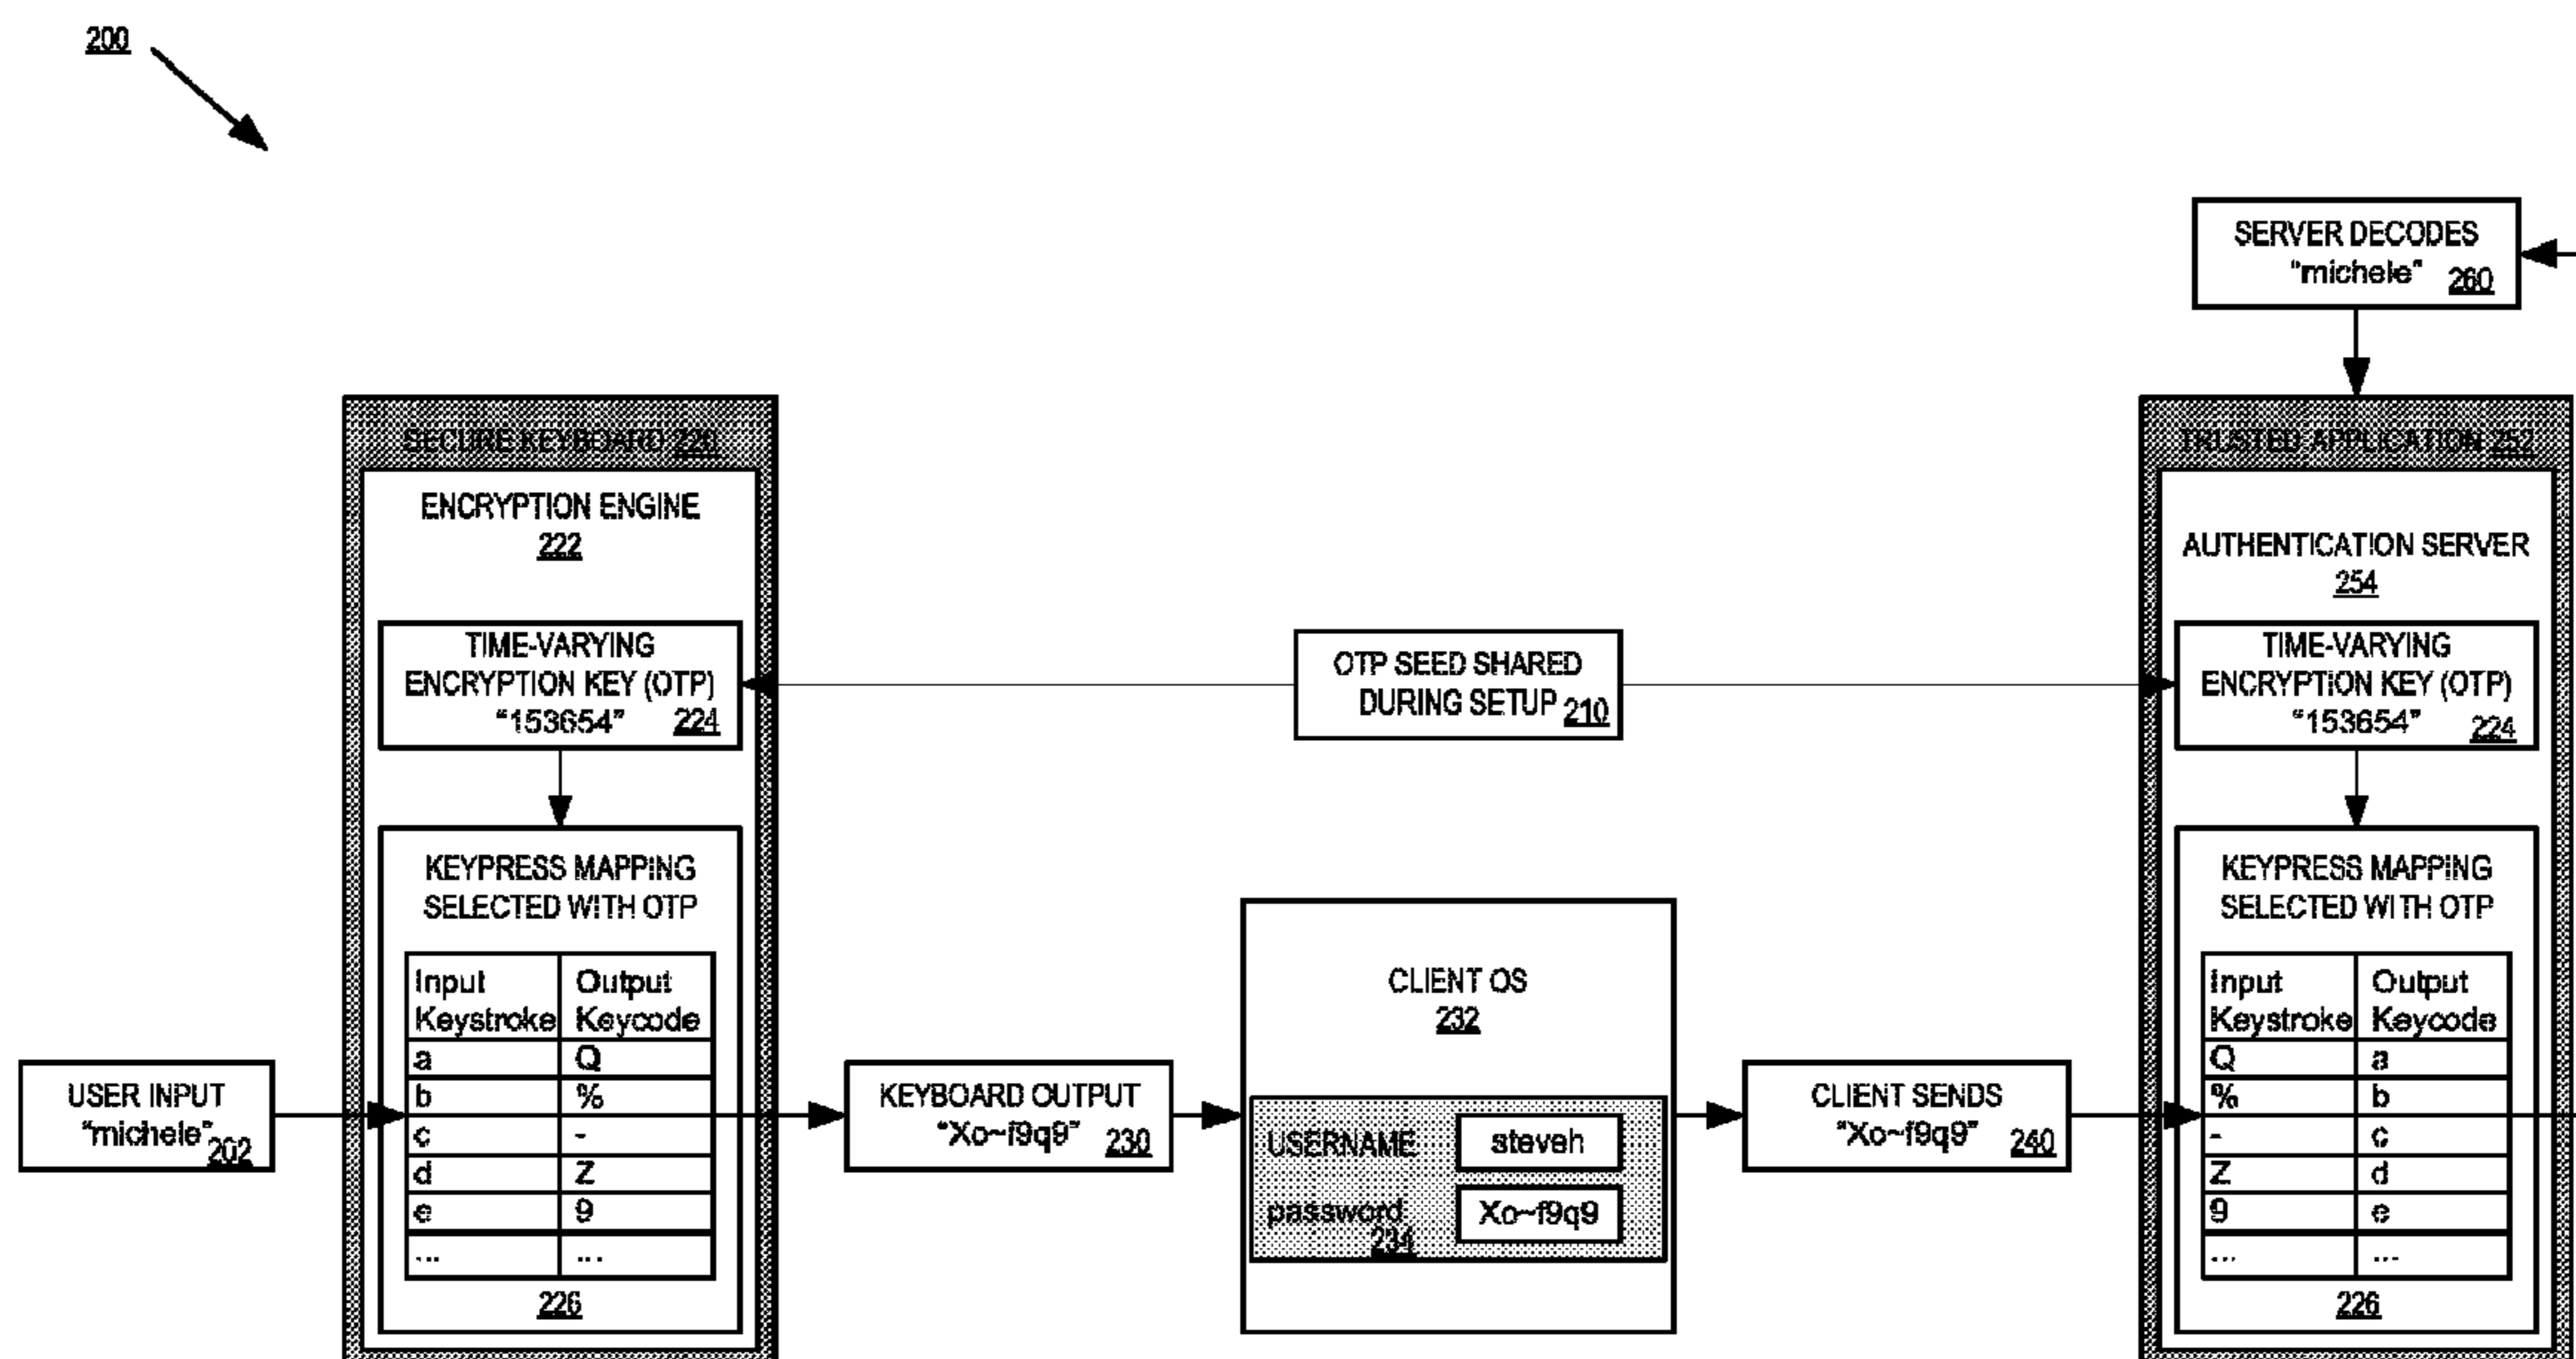 200
SERVER DECODES
"michele" 260
SECURE KEYBOARD 220
ENCRYPTION ENGINE
222
TIME-VARYING
ENCRYPTION KEY (OTP)
"153654" 224
KEYPRESS MAPPING
SELECTED WITH OTP
Input Keystroke Output Keycode
a Q
b %
c -
d Z
e 9
... ...
226
USER INPUT
"michele" 202
OTP SEED SHARED
DURING SETUP 210
KEYBOARD OUTPUT
"Xo~f9q9" 230
CLIENT OS
232
USERNAME steveh
password Xo~f9q9
234
CLIENT SENDS
"Xo~f9q9" 240
TRUSTED APPLICATION 252
AUTHENTICATION SERVER
254
TIME-VARYING
ENCRYPTION KEY (OTP)
"153654" 224
KEYPRESS MAPPING
SELECTED WITH OTP
Input Keystroke Output Keycode
Q a
% b
- c
Z d
9 e
... ...
226